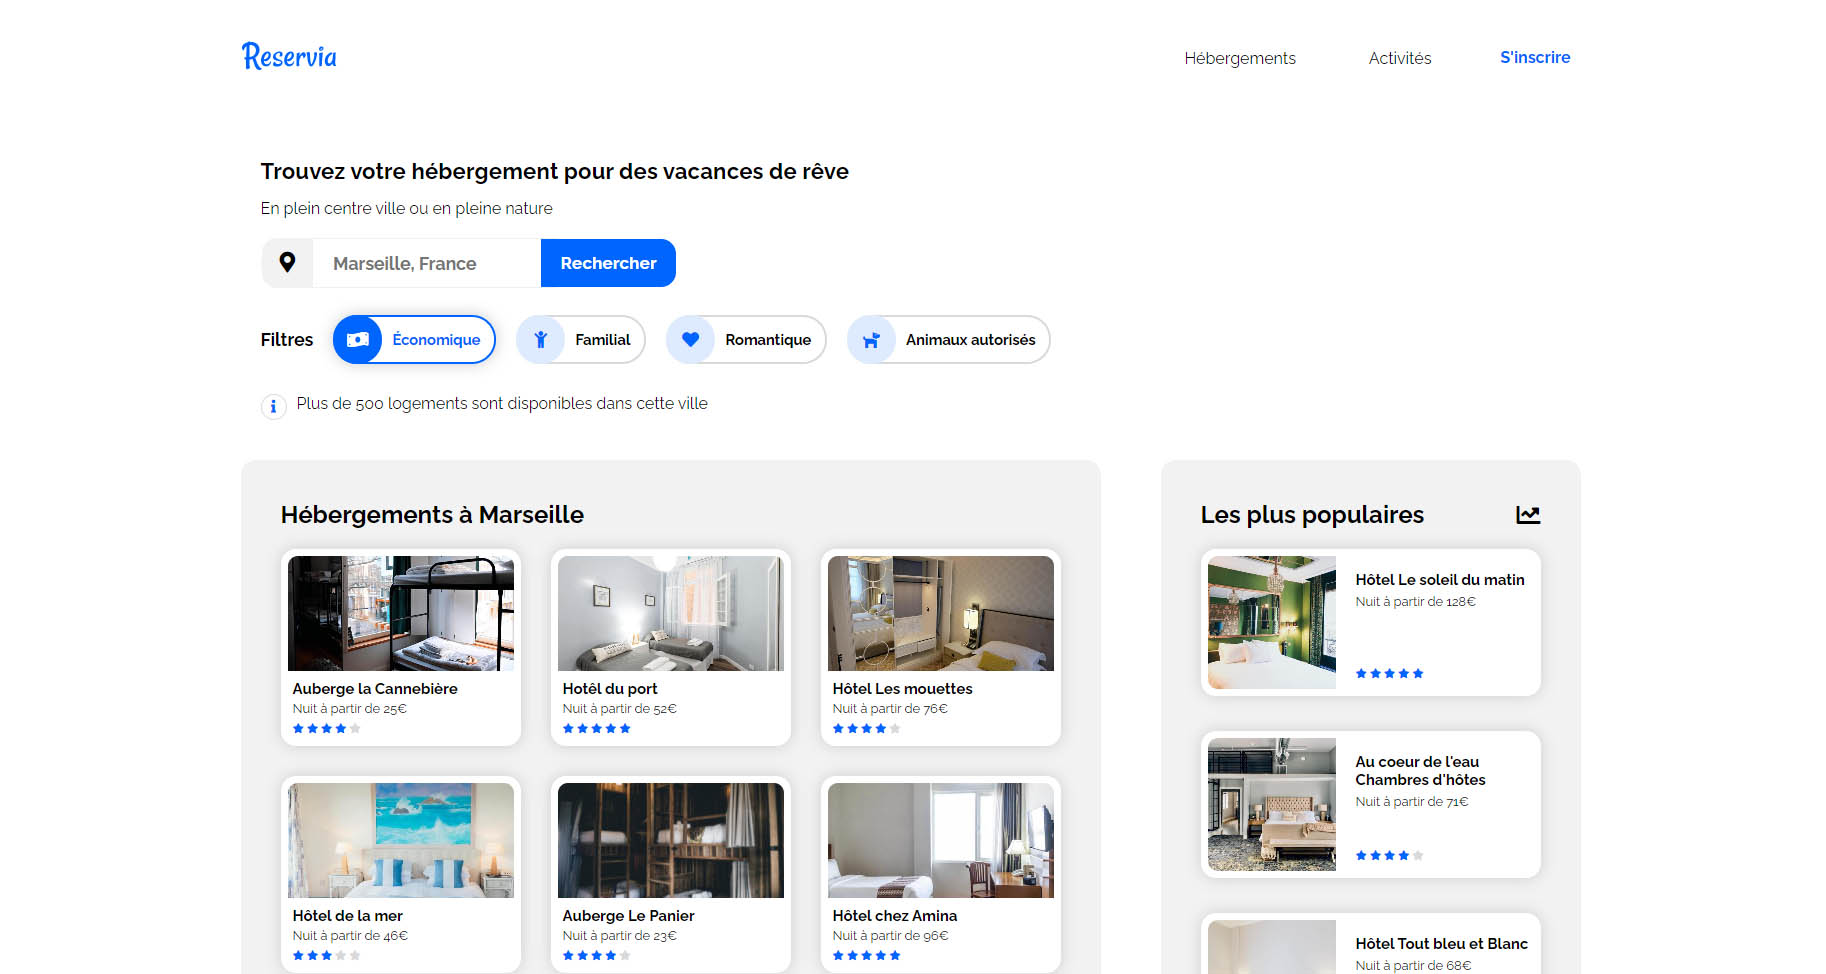 Reservia
Hébergements
Activités
S'inscrire
Trouvez votre hébergement pour des vacances de rêve
En plein centre ville ou en pleine nature
Marseille, France
Rechercher
Filtres
Économique
Familial
Romantique
Animaux autorisés
Plus de 500 logements sont disponibles dans cette ville
Hébergements à Marseille
Auberge la Cannebière
Nuit à partir de 25€
Hotêl du port
Nuit à partir de 52€
Hôtel Les mouettes
Nuit à partir de 76€
Hôtel de la mer
Nuit à partir de 46€
Auberge Le Panier
Nuit à partir de 23€
Hôtel chez Amina
Nuit à partir de 96€
Les plus populaires
Hôtel Le soleil du matin
Nuit à partir de 128€
Au coeur de l'eau
Chambres d'hôtes
Nuit à partir de 71€
Hôtel Tout bleu et Blanc
Nuit à partir de 68€